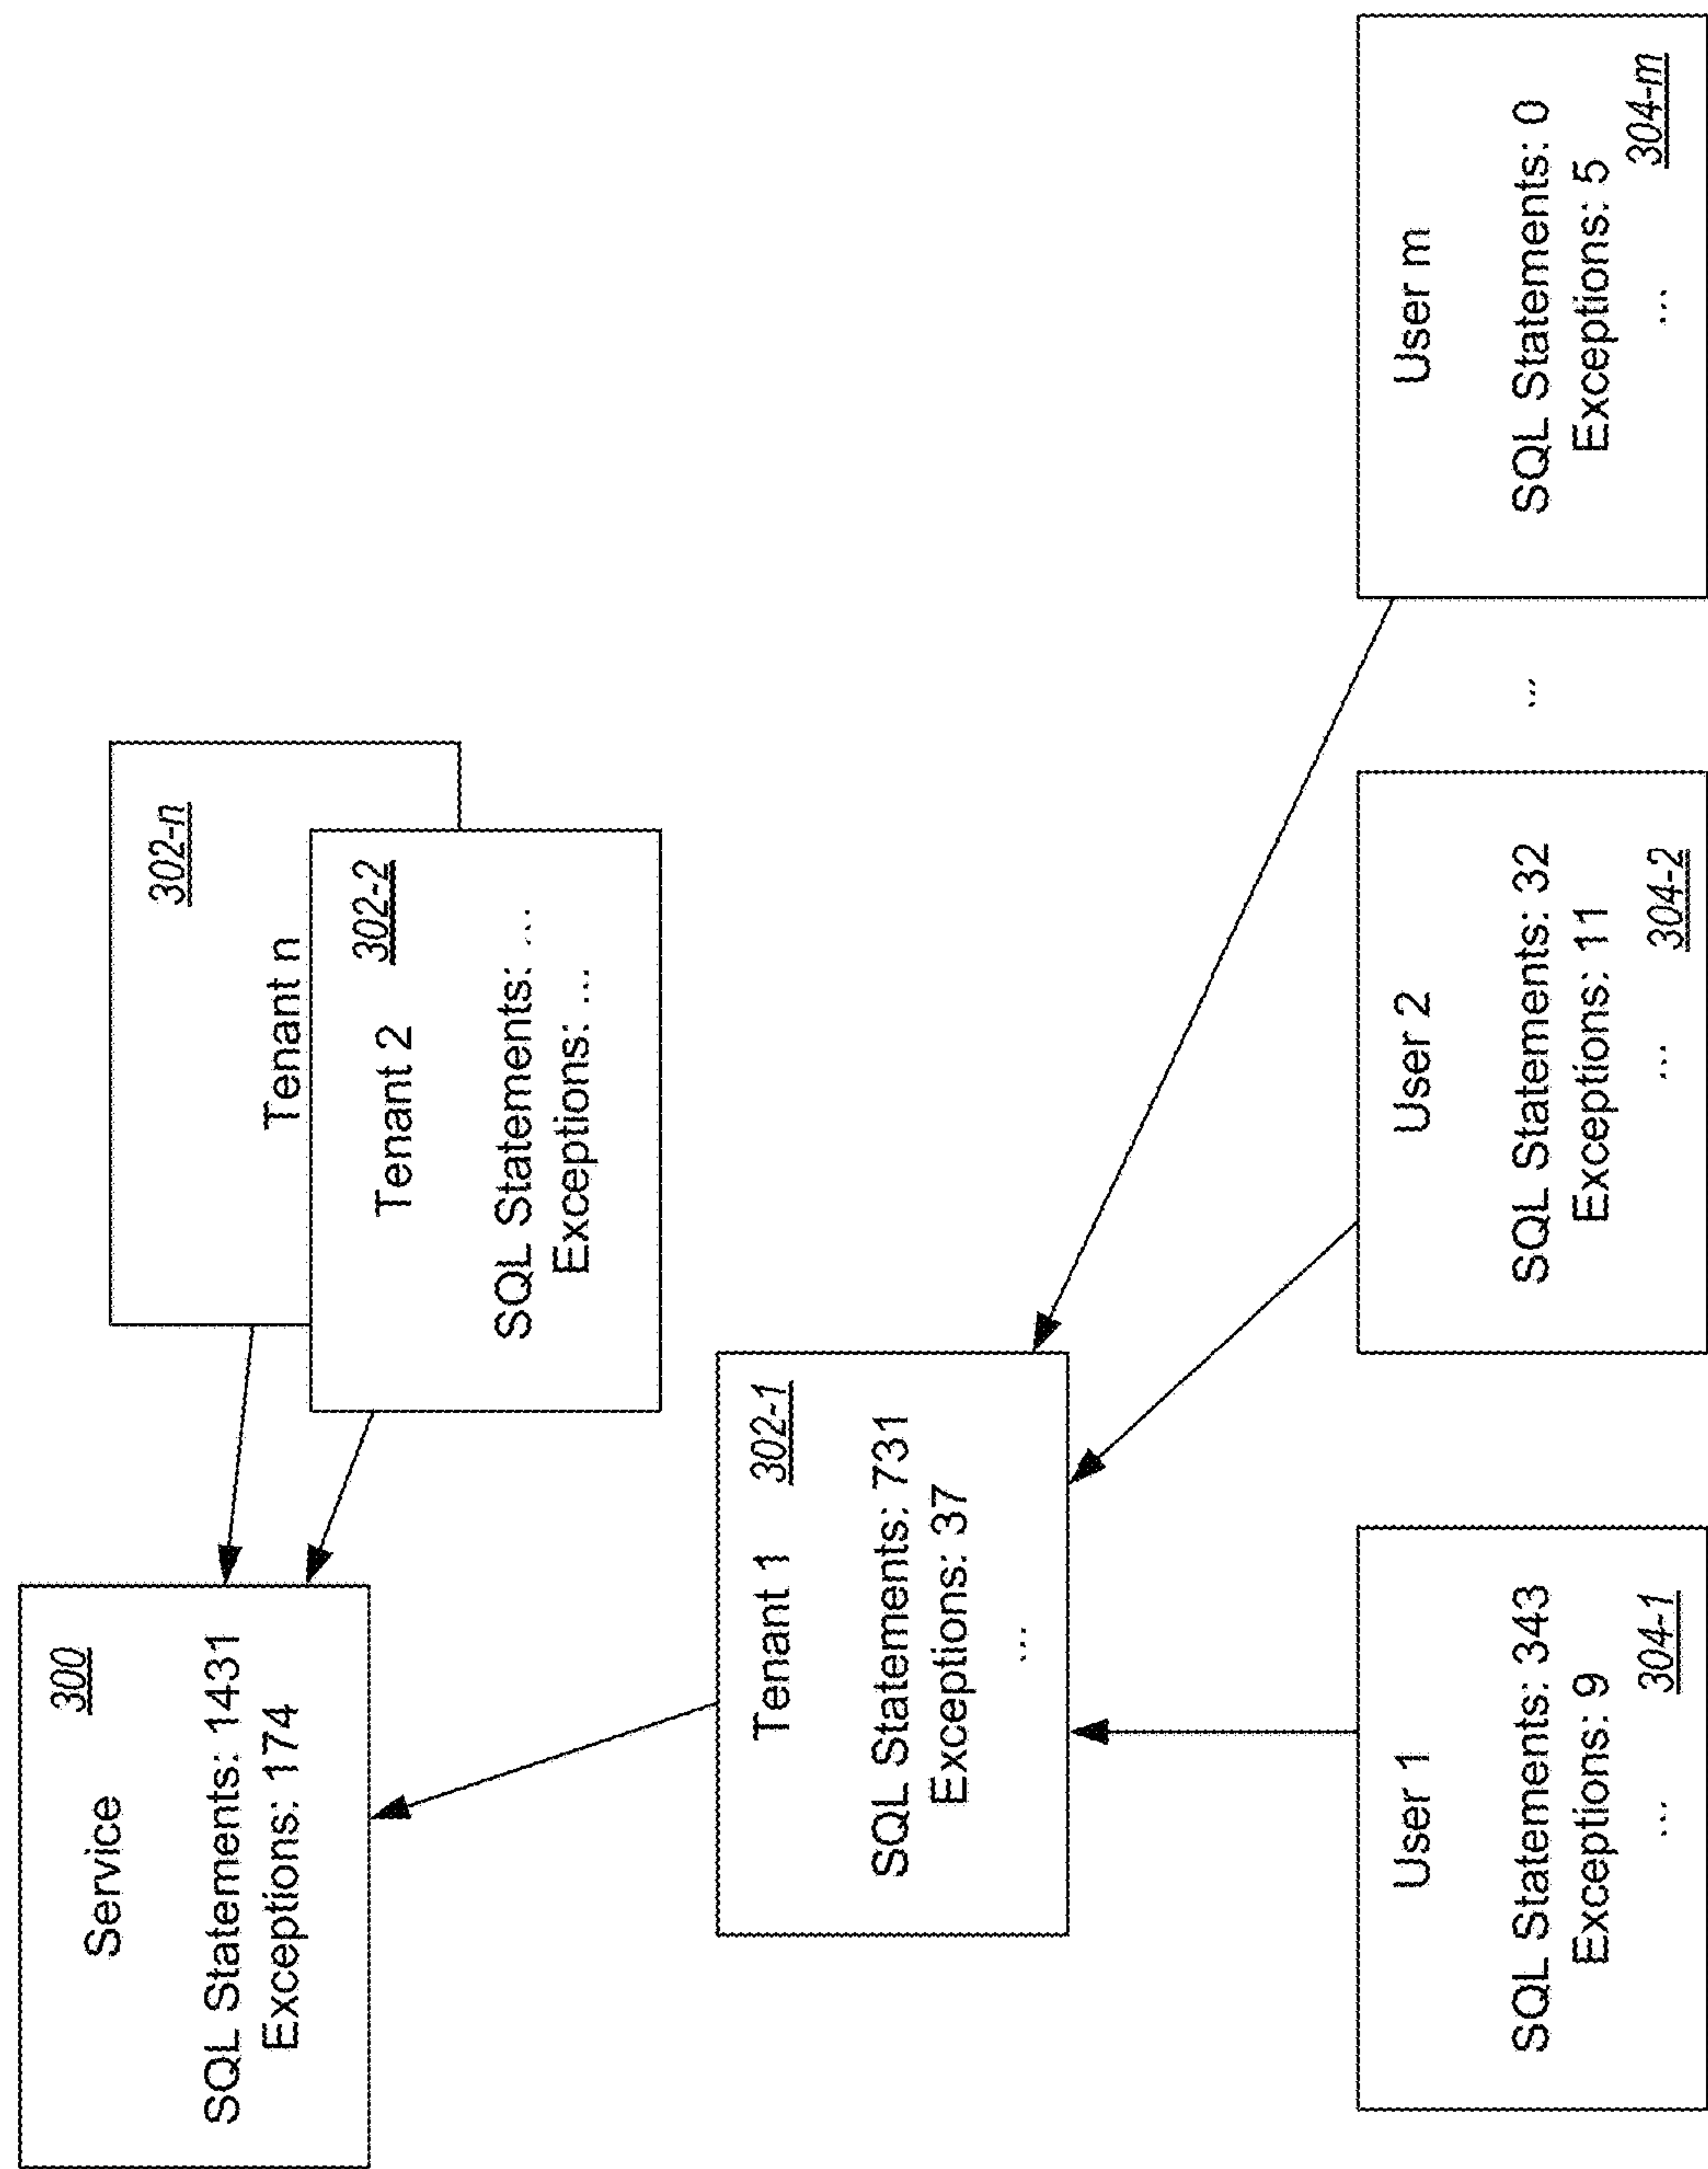 Service
300
SQL Statements: 1431
Exceptions: 174
302-n
Tenant n
302-2
Tenant 2
SQL Statements: ...
Exceptions: ...
Tenant 1
302-1
SQL Statements: 731
Exceptions: 37
...
User 1
SQL Statements: 343
Exceptions: 9
...
304-1
User 2
SQL Statements: 32
Exceptions: 11
...
304-2
...
User m
SQL Statements: 0
Exceptions: 5
...
304-m